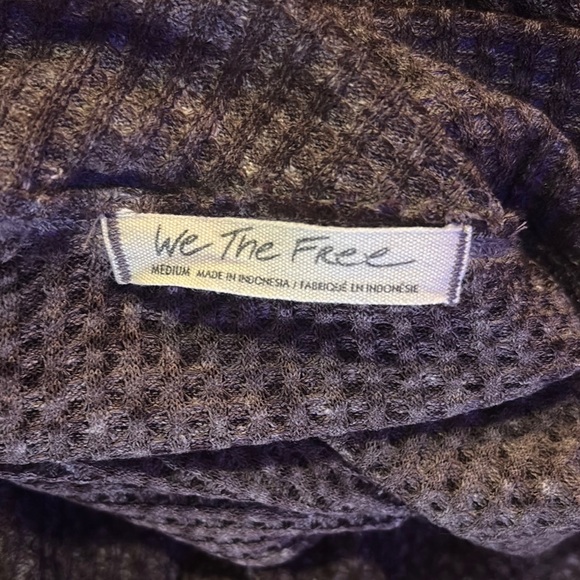 We The Free
MEDIUM MADE IN INDONESIA / FABRIQUÉ EN INDONÉSIE